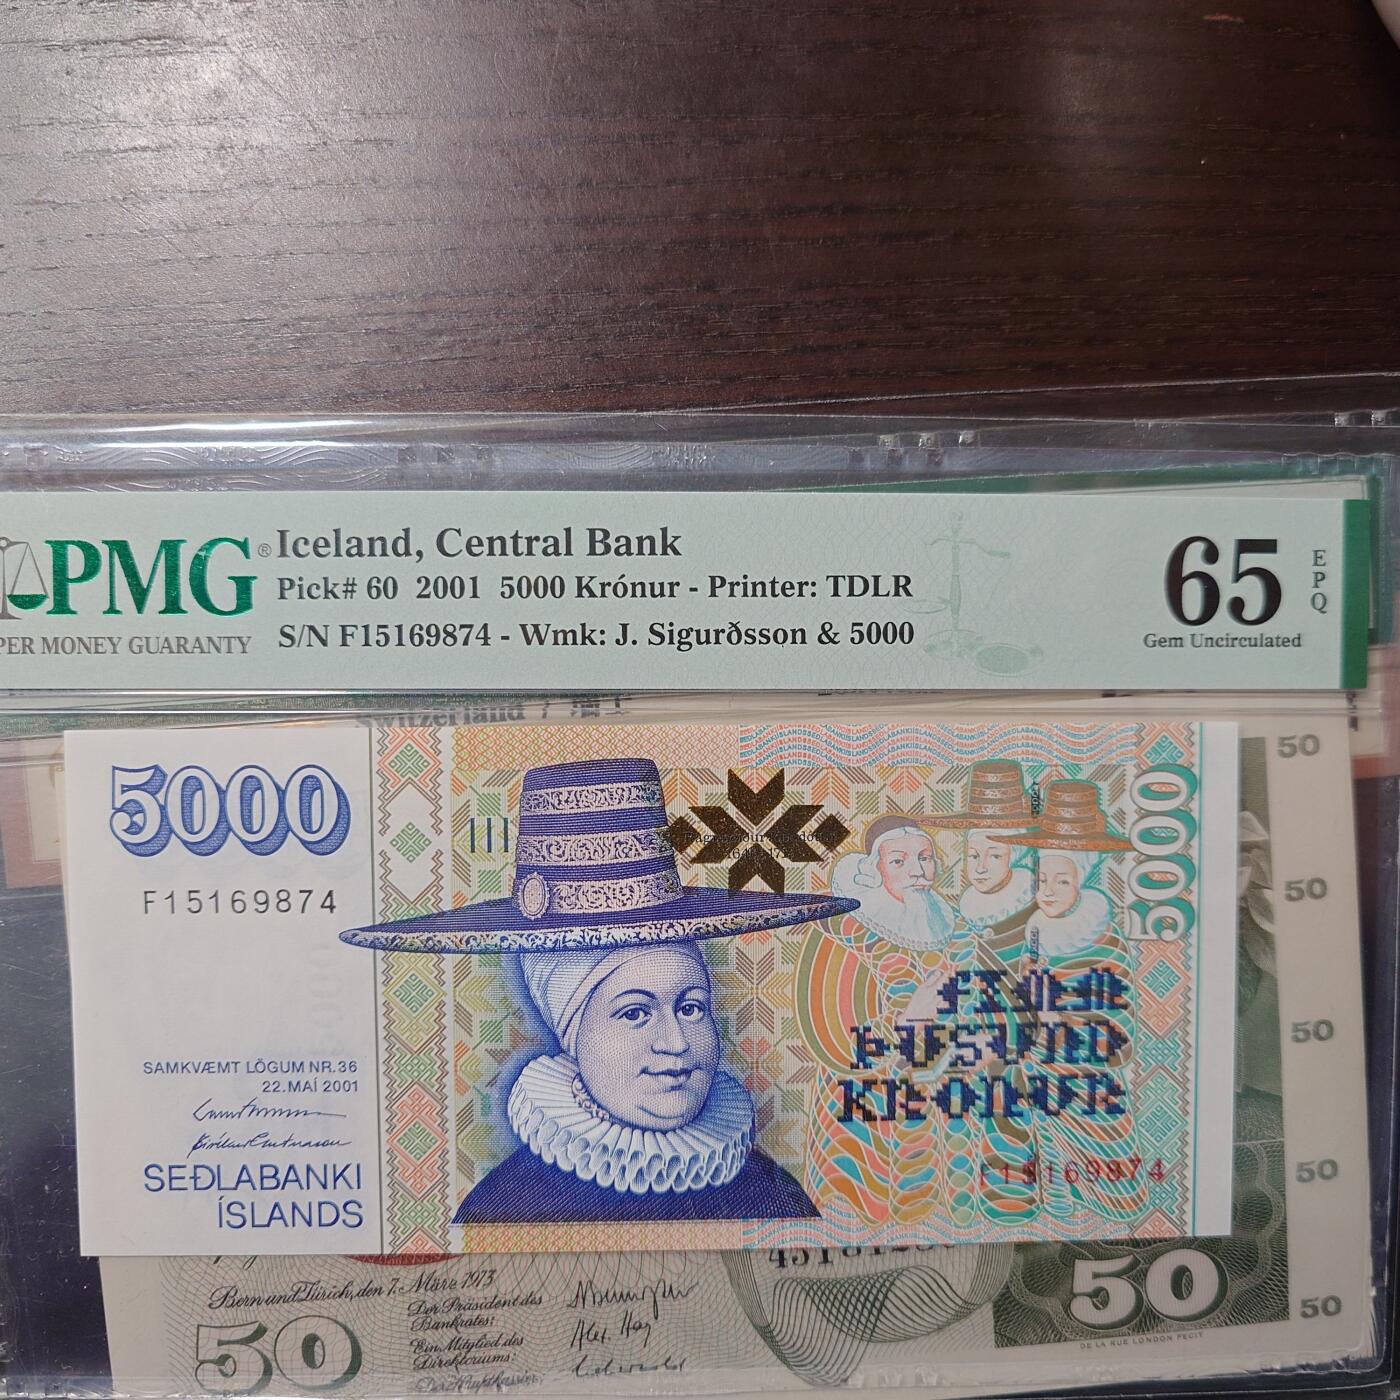 PMG®
PER MONEY GUARANTY
Iceland, Central Bank
Pick# 60 2001 5000 Krónur - Printer: TDLR
S/N F15169874 - Wmk: J. Sigurðsson & 5000
65
EPQ
Gem Uncirculated
Switzerland
5000
F15169874
SAMKVÆMT LÖGUM NR.36
22.MAÍ 2001
SEÐLABANKI
ÍSLANDS
5000
FIMM
ÞÚSUND
KRÓNUR
F15169874
50
50
50
50
50
Bern und Zürich, den 7. März 1973
Der Präsident des
Bankrates:
Ein Mitglied des
Direktoriums:
50
50
DE LA RUE LONDON FECIT